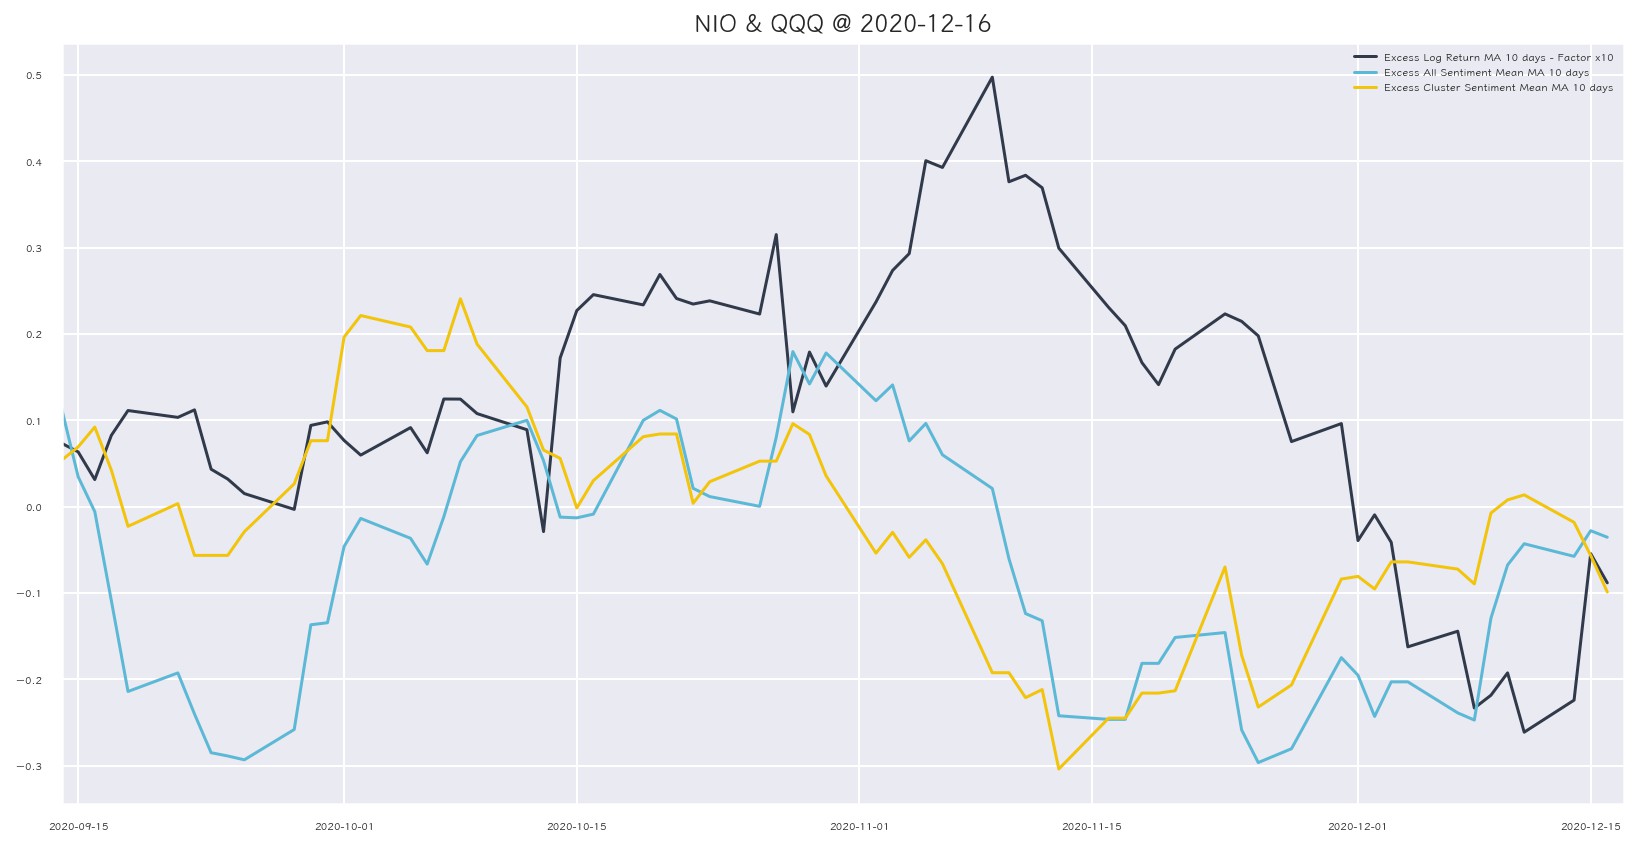 NIO & QQQ @ 2020-12-16
Excess Log Return MA 10 days - Factor x10
Excess All Sentiment Mean MA 10 days
Excess Cluster Sentiment Mean MA 10 days
0.5
0.4
0.3
0.2
0.1
0.0
−0.1
−0.2
−0.3
2020-09-15 2020-10-01 2020-10-15 2020-11-01 2020-11-15 2020-12-01 2020-12-15